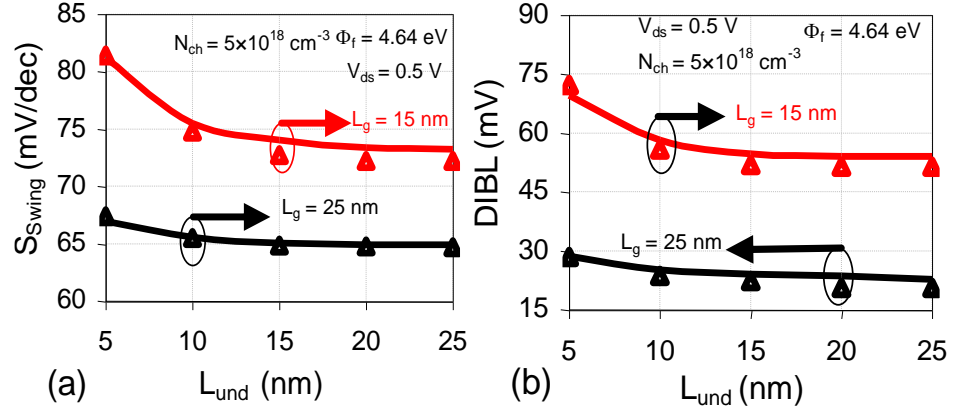 85
80
75
70
65
60
S_Swing (mV/dec)
N_ch = 5×10^18 cm^-3 Φ_f = 4.64 eV
V_ds = 0.5 V
L_g = 15 nm
L_g = 25 nm
5 10 15 20 25
(a) L_und (nm)
90
75
60
45
30
15
DIBL (mV)
V_ds = 0.5 V Φ_f = 4.64 eV
N_ch = 5×10^18 cm^-3
L_g = 15 nm
L_g = 25 nm
5 10 15 20 25
(b) L_und (nm)